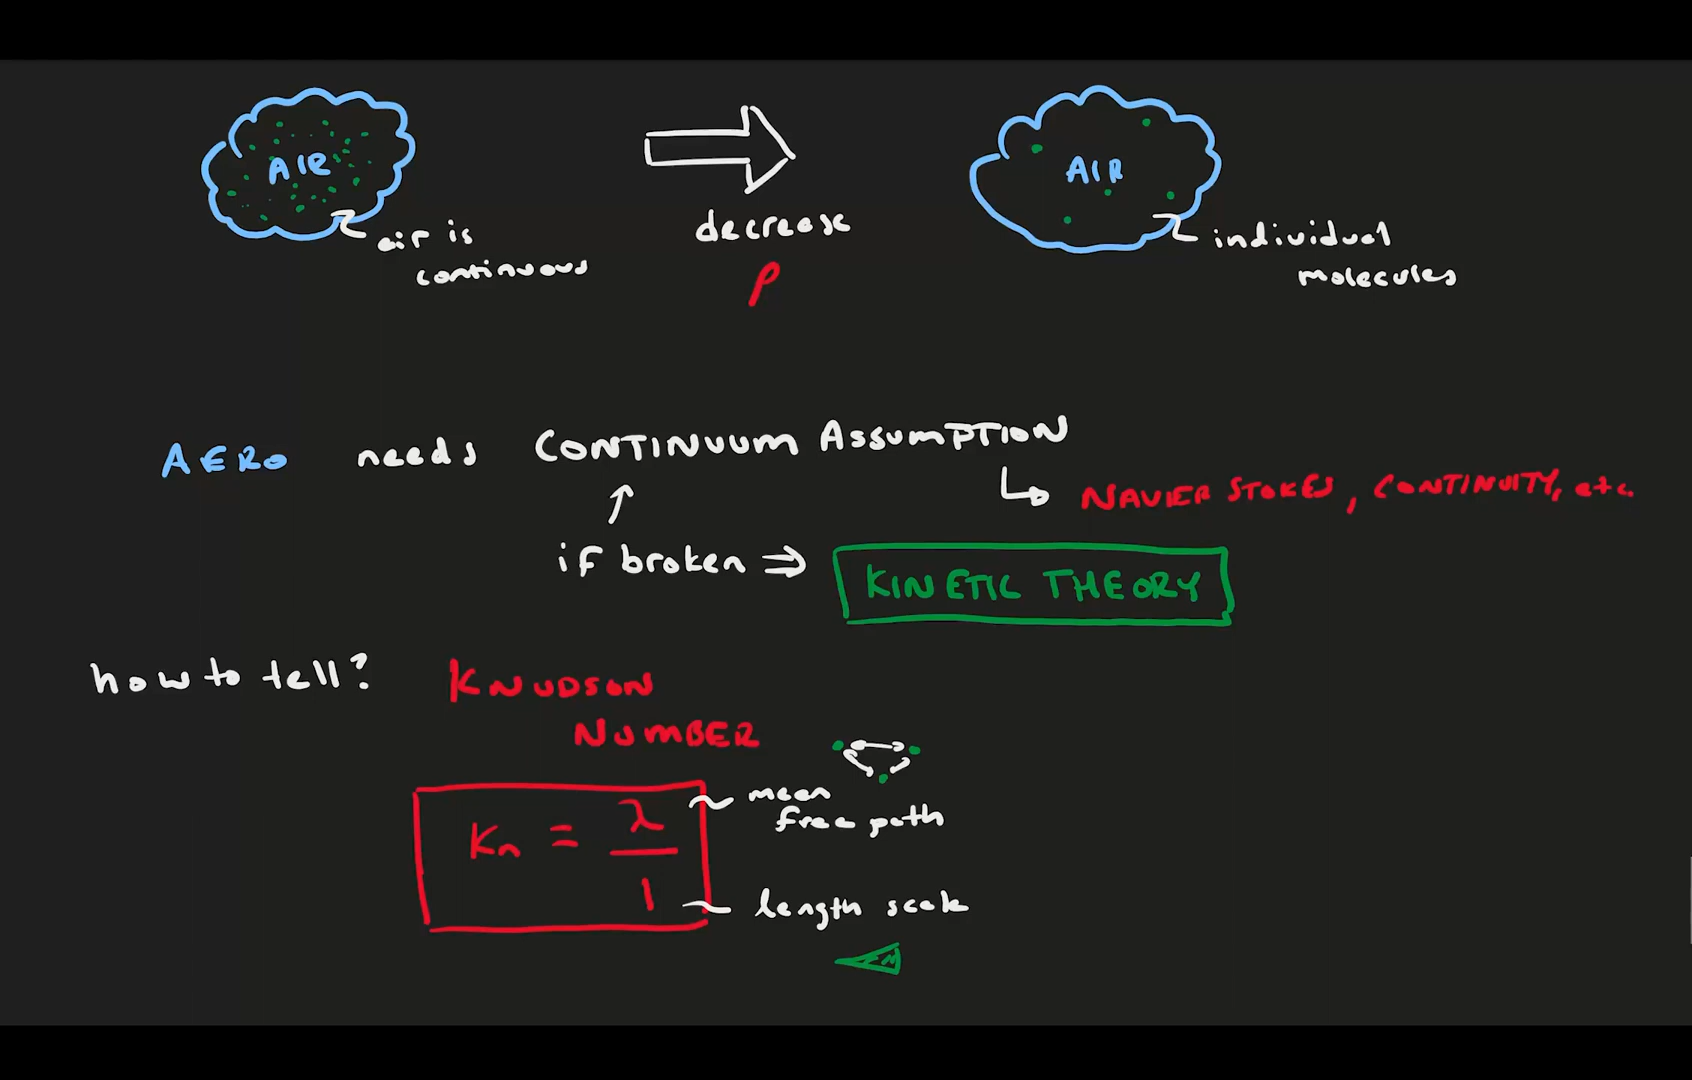 AIR
air is
continuous
decrease
ρ
AIR
individual
molecules
AERO needs CONTINUUM ASSUMPTION
↳ NAVIER STOKES, CONTINUITY, etc.
↑
if broken ⇒ KINETIC THEORY
how to tell? KNUDSON
NUMBER
Kn = λ / l
mean
free path
length scale